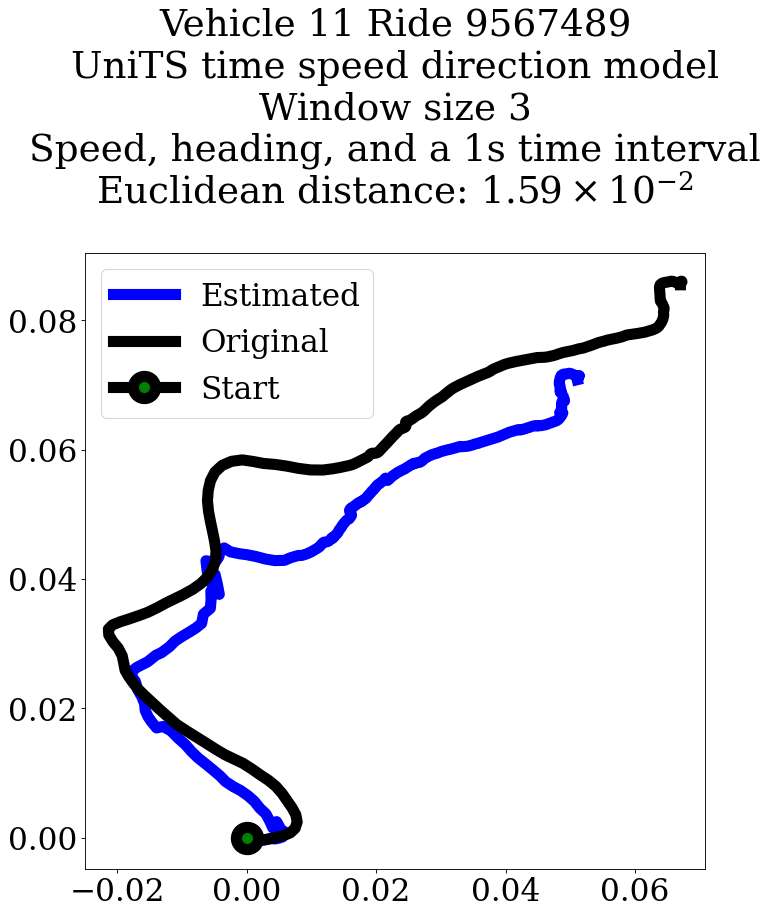 Vehicle 11 Ride 9567489
UniTS time speed direction model
Window size 3
Speed, heading, and a 1s time interval
Euclidean distance: 1.59 × 10⁻²
Estimated
Original
Start
0.08
0.06
0.04
0.02
0.00
−0.02 0.00 0.02 0.04 0.06